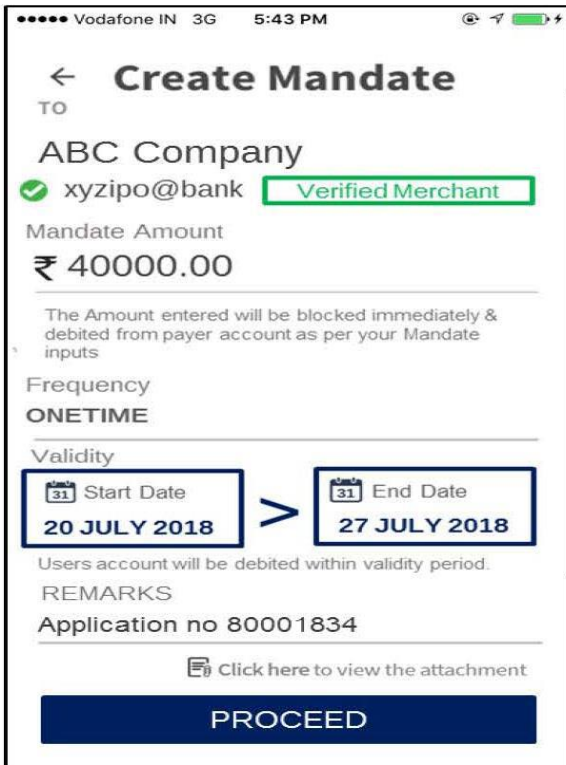 Vodafone IN 3G 5:43 PM
← Create Mandate
TO
ABC Company
xyzipo@bank Verified Merchant
Mandate Amount
₹ 40000.00
The Amount entered will be blocked immediately &
debited from payer account as per your Mandate
inputs
Frequency
ONETIME
Validity
31 Start Date > 31 End Date
20 JULY 2018 27 JULY 2018
Users account will be debited within validity period.
REMARKS
Application no 80001834
Click here to view the attachment
PROCEED